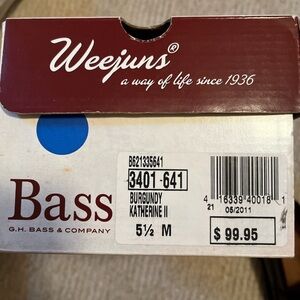 Weejuns®
a way of life since 1936
Bass
G.H. BASS & COMPANY
B621335641
3401-641
BURGUNDY
KATHERINE II
5½ M
4 16339 40018 1
21 05/2011
$ 99.95